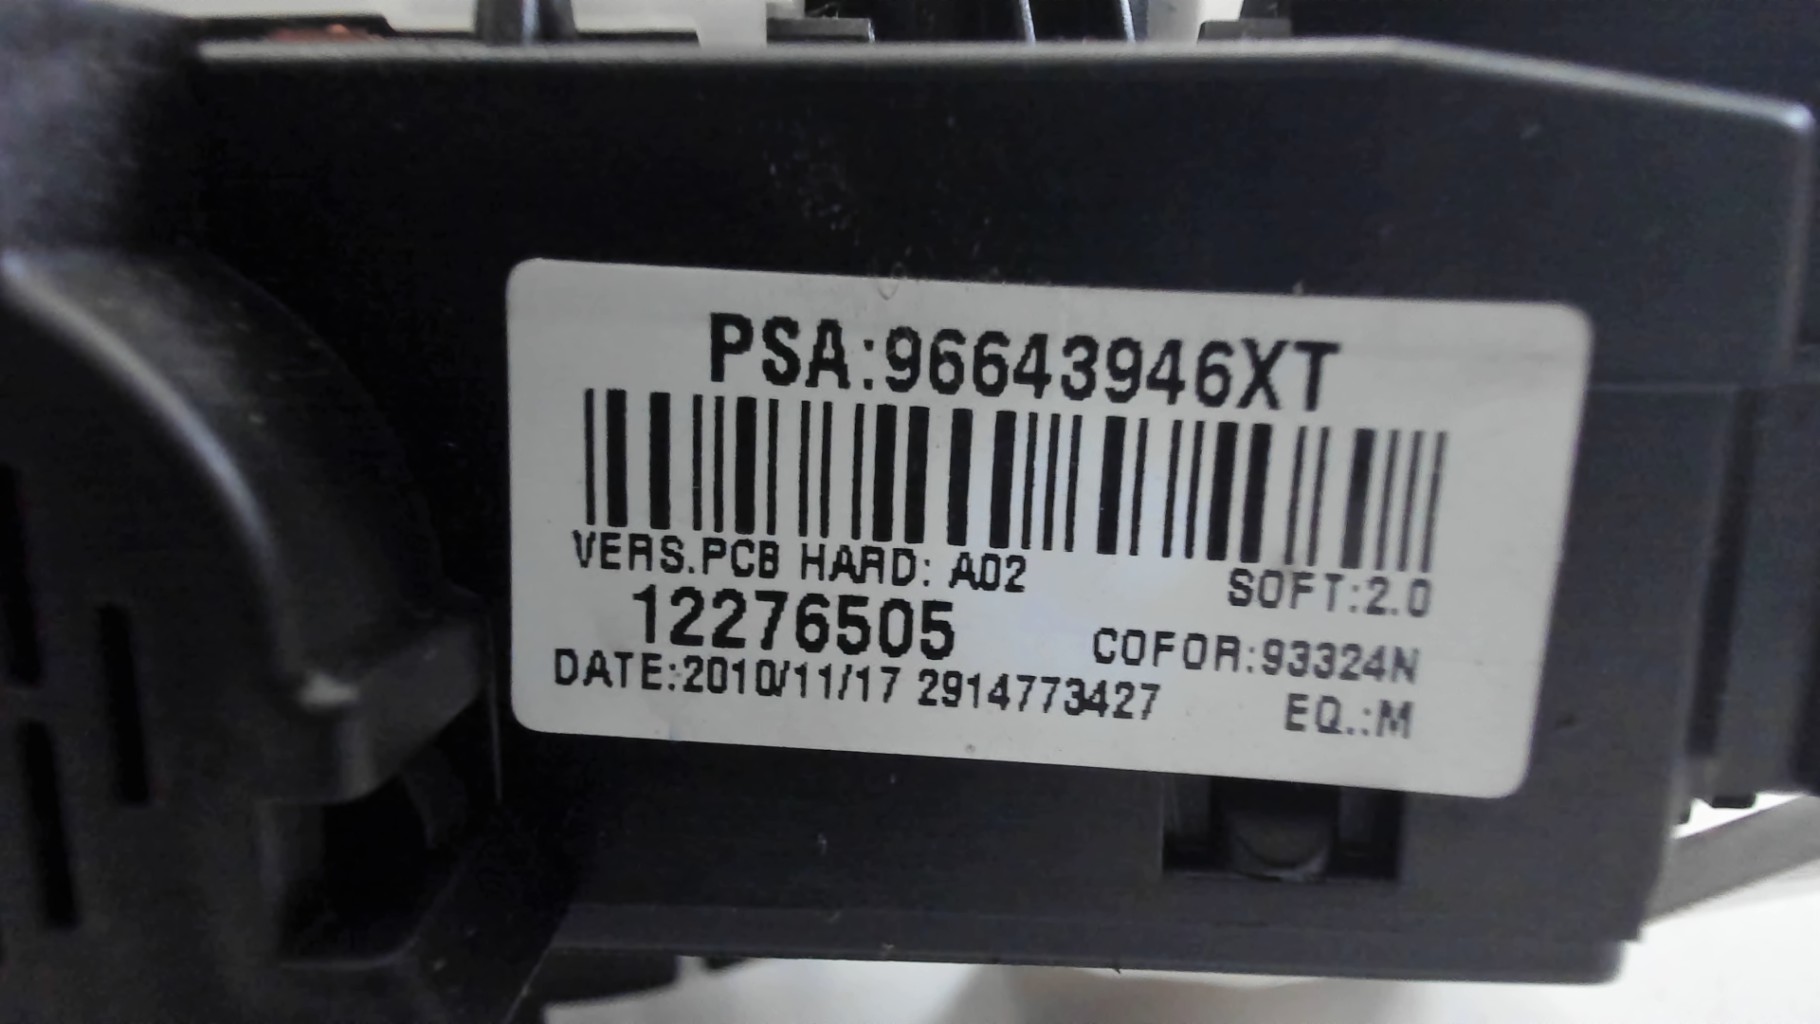 PSA:96643946XT
VERS.PCB HARD: A02 SOFT:2.0
12276505 COFOR:93324N
DATE:2010/11/17 2914773427 EQ.:M